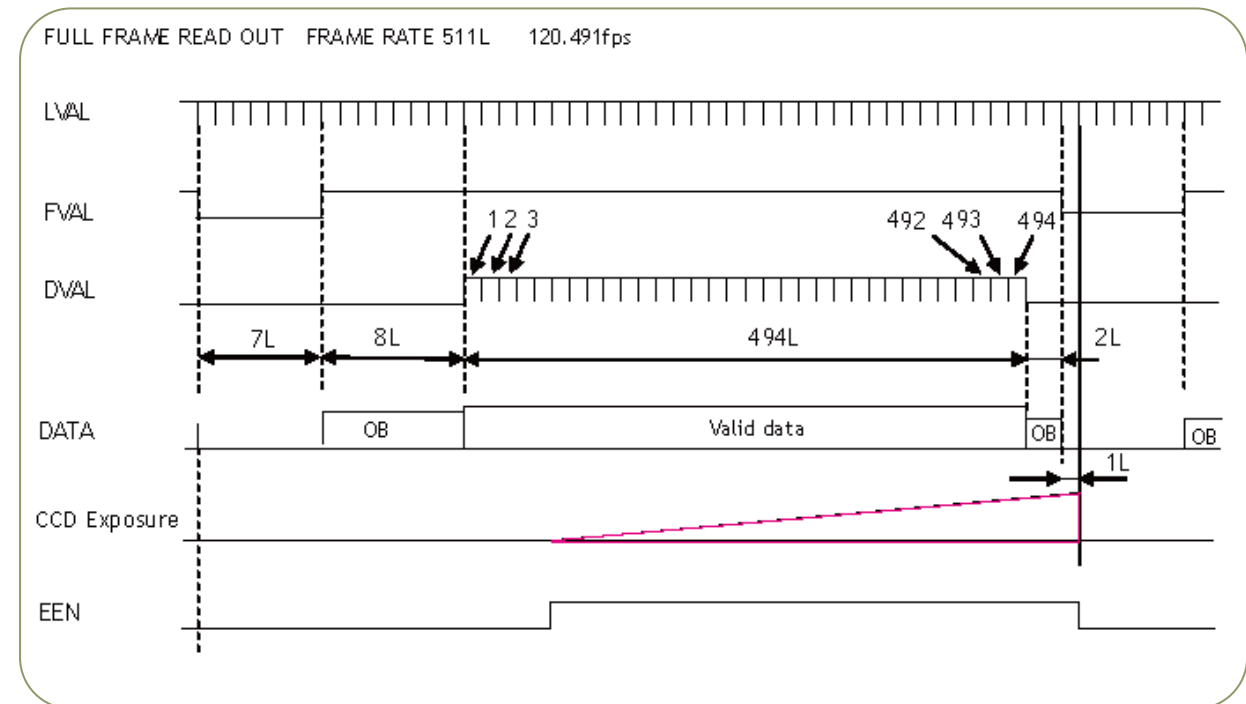 FULL FRAME READ OUT FRAME RATE 511L 120.491fps
LVAL
FVAL
1 2 3 492 493 494
DVAL
7L 8L 494L 2L
DATA OB Valid data OB OB
1L
CCD Exposure
EEN